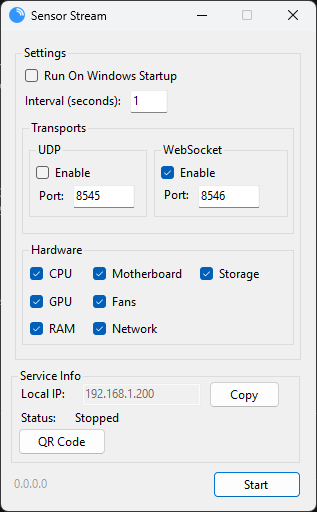 Sensor Stream
Settings
Run On Windows Startup
Interval (seconds): 1
Transports
UDP
Enable
Port: 8545
WebSocket
Enable
Port: 8546
Hardware
CPU Motherboard Storage
GPU Fans
RAM Network
Service Info
Local IP: 192.168.1.200 Copy
Status: Stopped
QR Code
0.0.0.0 Start